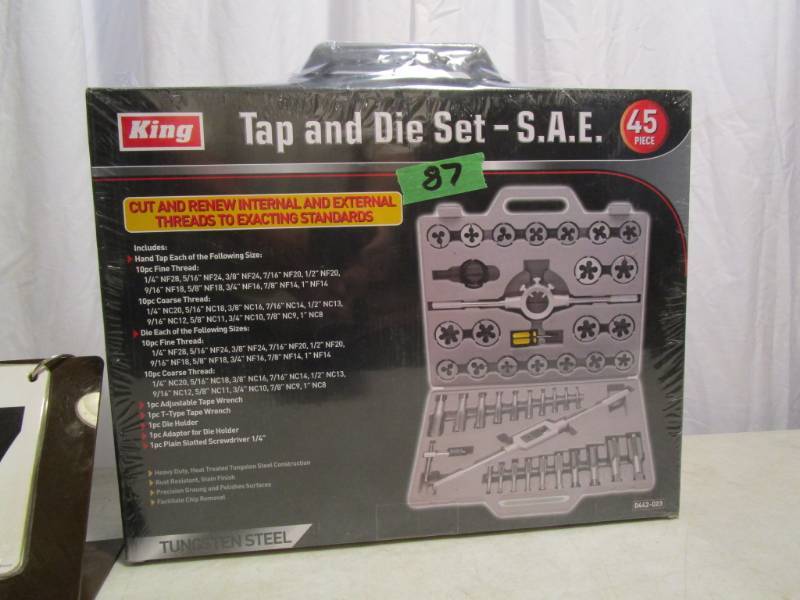 King
Tap and Die Set - S.A.E.
45
PIECE
87
CUT AND RENEW INTERNAL AND EXTERNAL
THREADS TO EXACTING STANDARDS
Includes:
Hand Tap Each of the Following Size:
10pc Fine Thread:
1/4" NF28, 5/16" NF24, 3/8" NF24, 7/16" NF20, 1/2" NF20,
9/16" NF18, 5/8" NF18, 3/4" NF16, 7/8" NF14, 1" NF14
10pc Coarse Thread:
1/4" NC20, 5/16" NC18, 3/8" NC16, 7/16" NC14, 1/2" NC13,
9/16" NC12, 5/8" NC11, 3/4" NC10, 7/8" NC9, 1" NC8
Die Each of the Following Sizes:
10pc Fine Thread:
1/4" NF28, 5/16" NF24, 3/8" NF24, 7/16" NF20, 1/2" NF20,
9/16" NF18, 5/8" NF18, 3/4" NF16, 7/8" NF14, 1" NF14
10pc Coarse Thread:
1/4" NC20, 5/16" NC18, 3/8" NC16, 7/16" NC14, 1/2" NC13,
9/16" NC12, 5/8" NC11, 3/4" NC10, 7/8" NC9, 1" NC8
1pc Adjustable Tape Wrench
1pc T-Type Tape Wrench
1pc Die Holder
1pc Adaptor for Die Holder
1pc Plain Slatted Screwdriver 1/4"
Heavy Duty, Heat Treated Tungsten Steel Construction
Rust Resistant, Stain Finish
Precision Groung and Polishes Surfaces
Facilitate Chip Removal
TUNGSTEN STEEL
0442-023